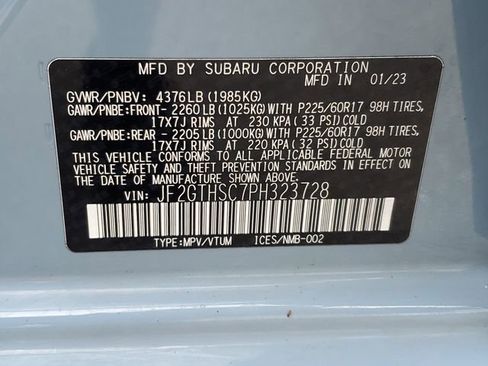 MFD BY SUBARU CORPORATION
IN 01/23
GVWR/PNBV: 4376LB(1985KG)
GAWR/PNBE:FRONT-2260LB(1025KG)WITH P225/60R17 98H TIRES,
17X7J RIMS AT 230 KPA(33 PSI)COLD
GAWR/PNBE:REAR -2205LB(1000KG)WITH P225/60R17 98H TIRES,
17X7J RIMS AT 220 KPA(32 PSI)COLD
THIS VEHICLE CONFORMS TO ALL APPLICABLE FEDERAL MOTOR
VEHICLE SAFETY AND THEFT PREVENTION STANDARDS IN EFFECT ON
THE DATE OF MANUFACTURE SHOWN ABOVE.
VIN: JF2GTHSC7PH323728
TYPE:MPV/VTUM ICES/NMB-002